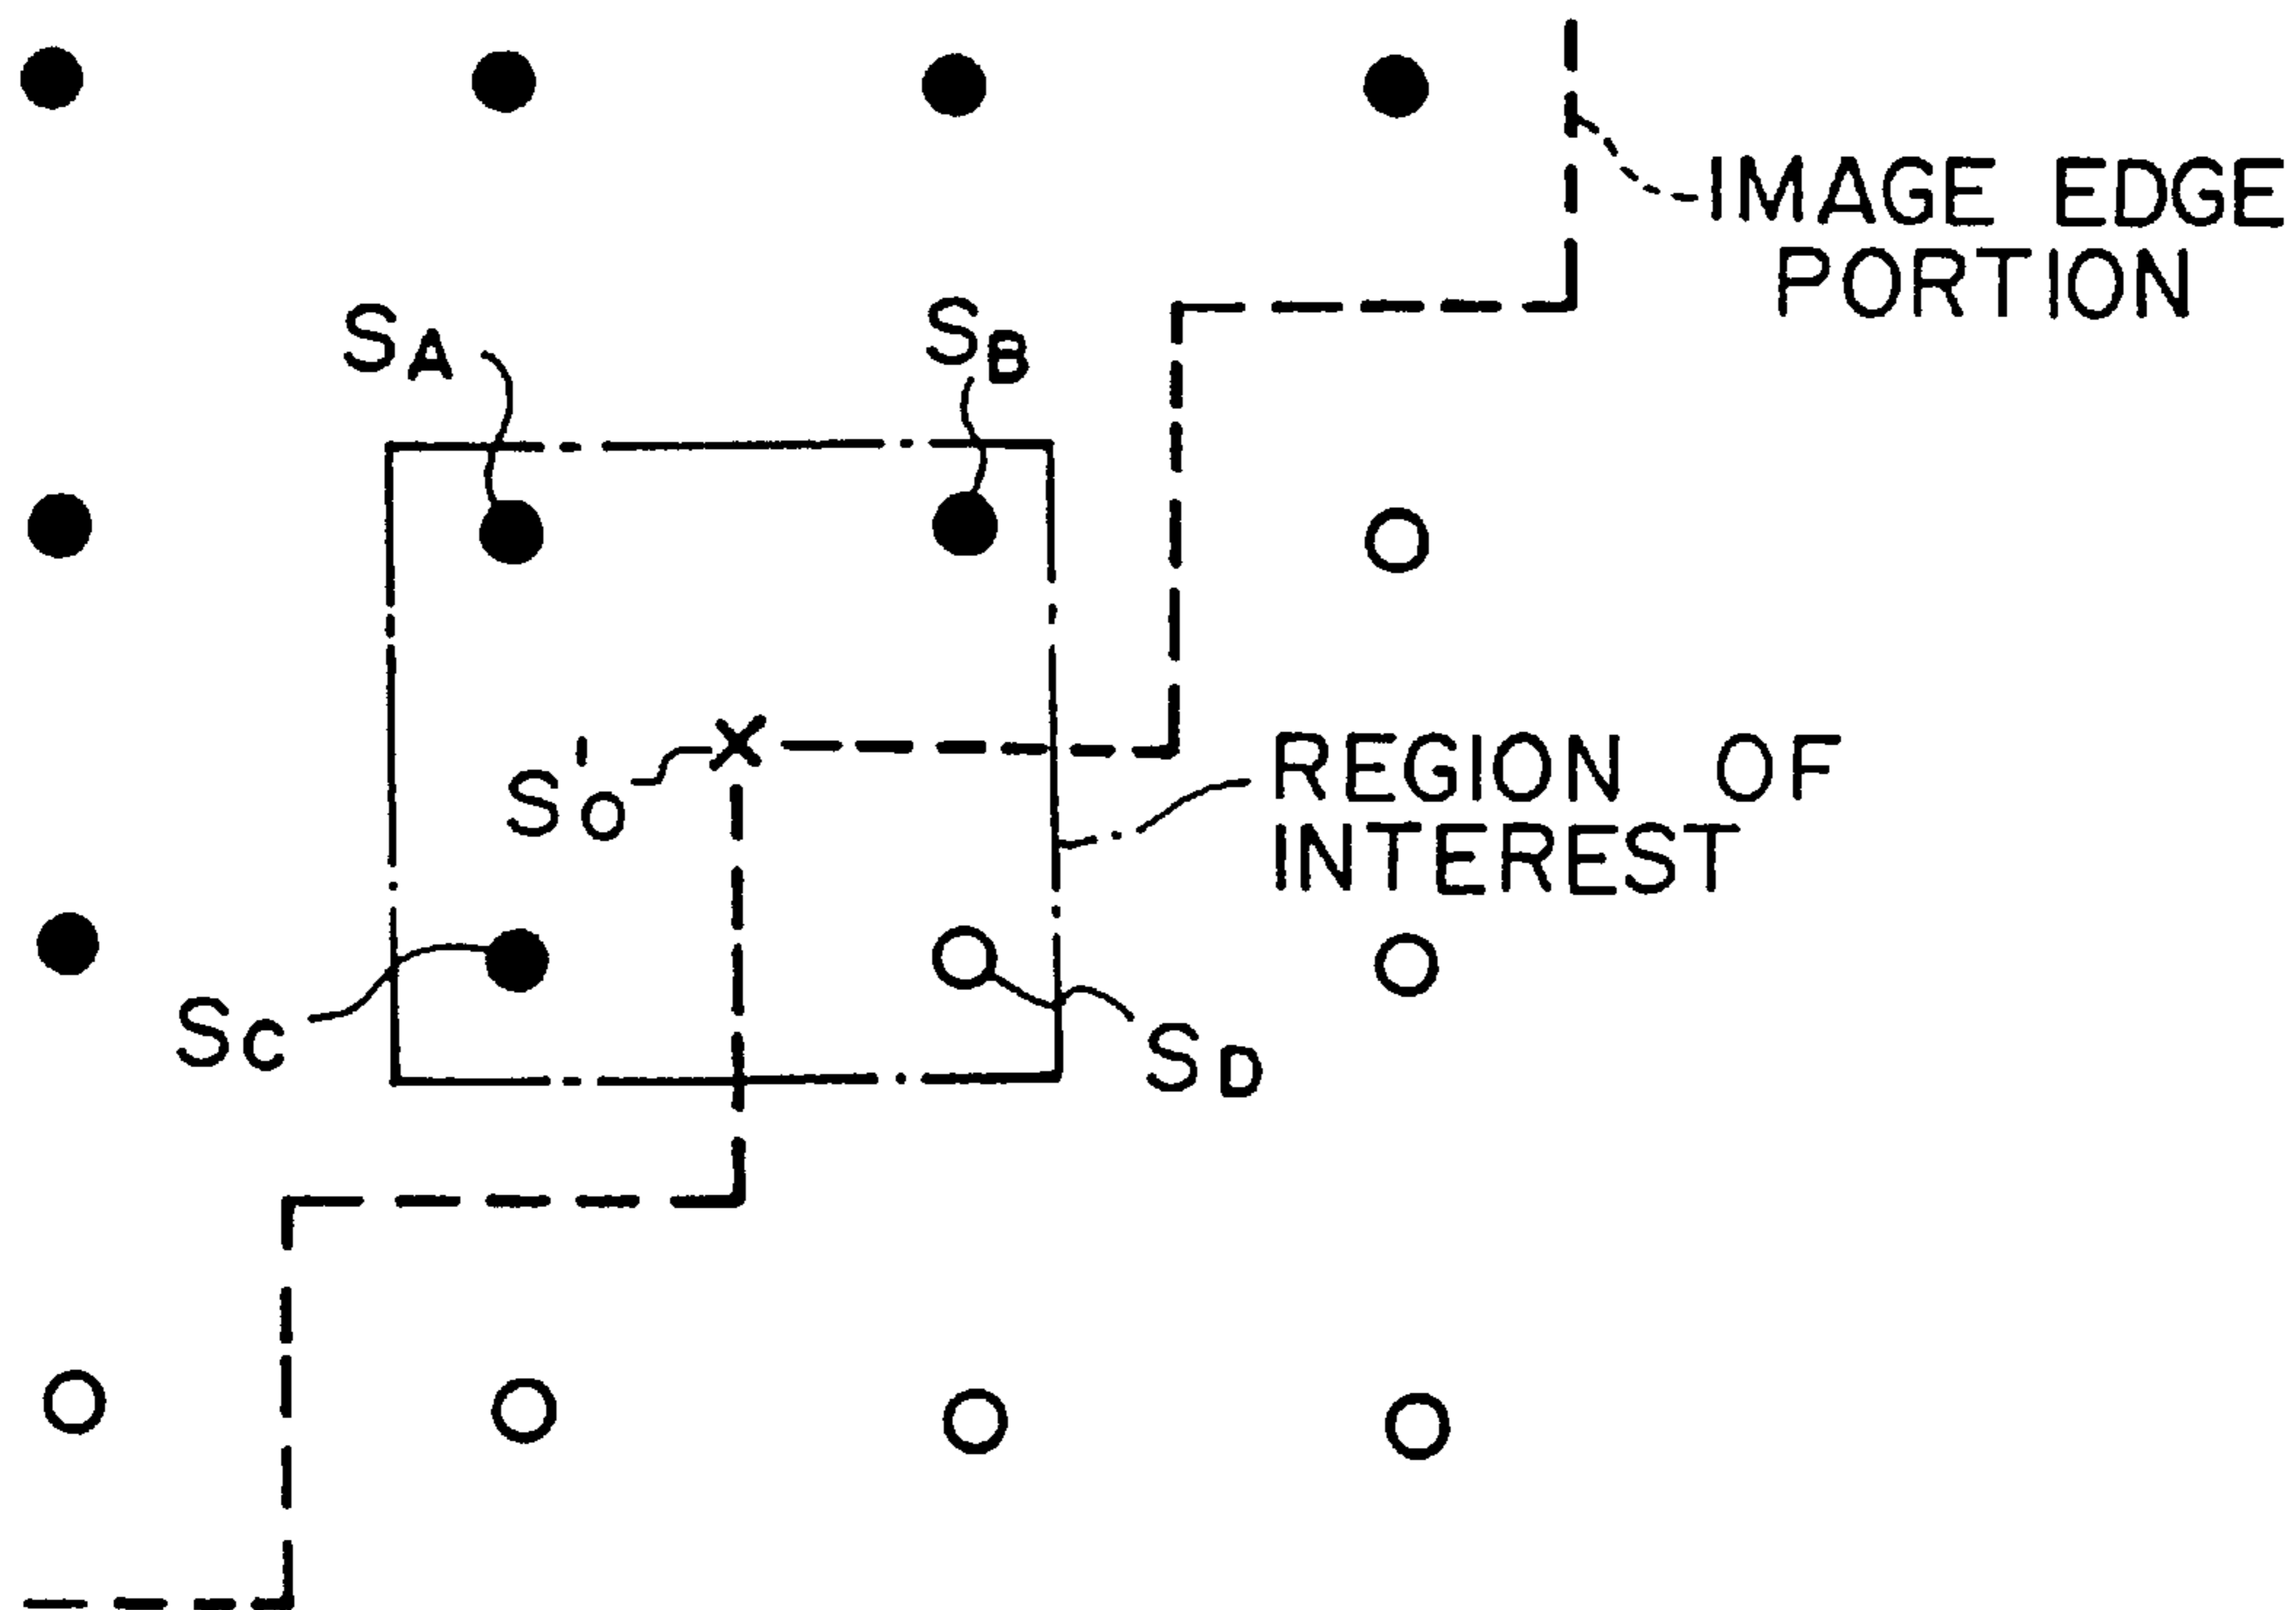 IMAGE EDGE
PORTION
SA
SB
S'O
REGION OF
INTEREST
SC
SD